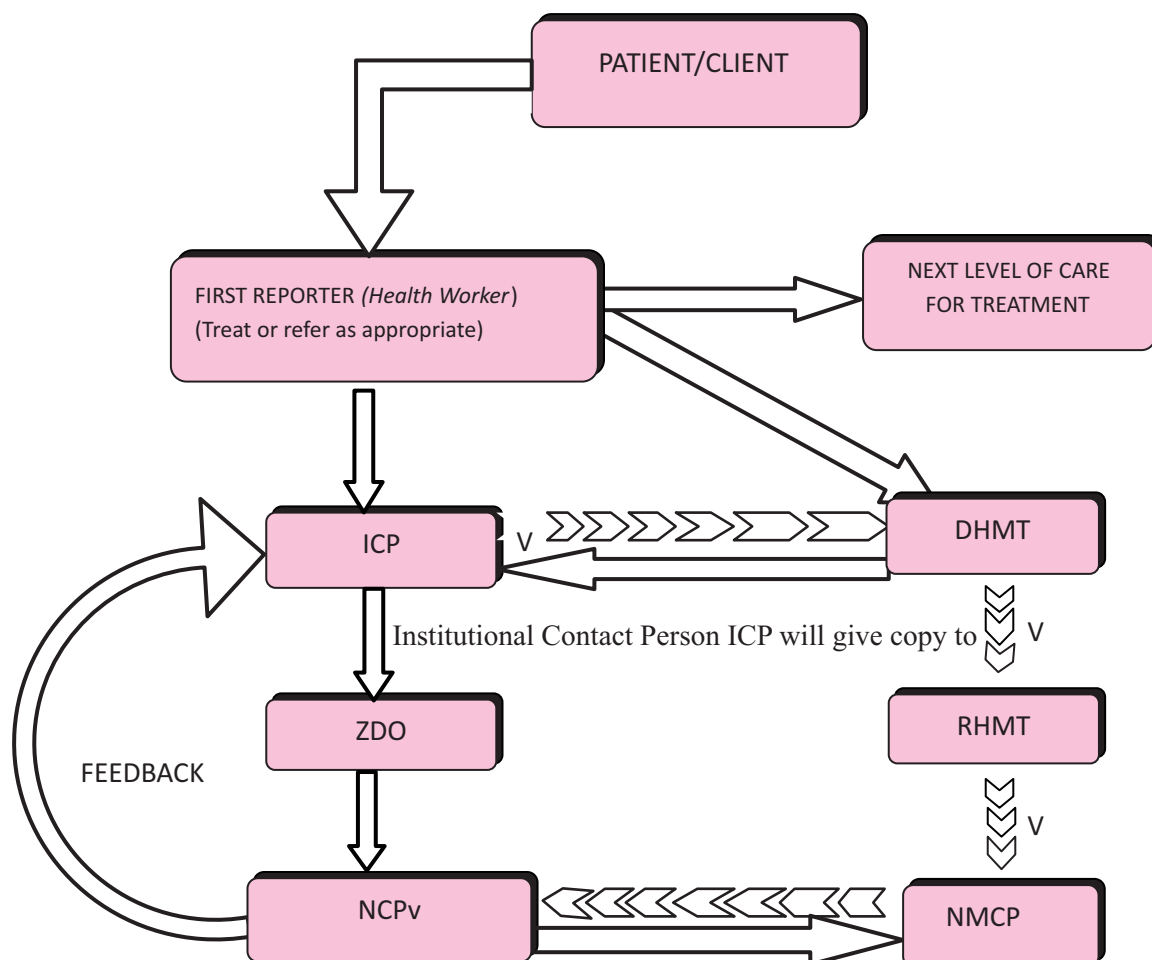 PATIENT/CLIENT
FIRST REPORTER (Health Worker)
(Treat or refer as appropriate)
NEXT LEVEL OF CARE
FOR TREATMENT
ICP
V
DHMT
Institutional Contact Person ICP will give copy to
V
ZDO
RHMT
FEEDBACK
V
NCPv
NMCP